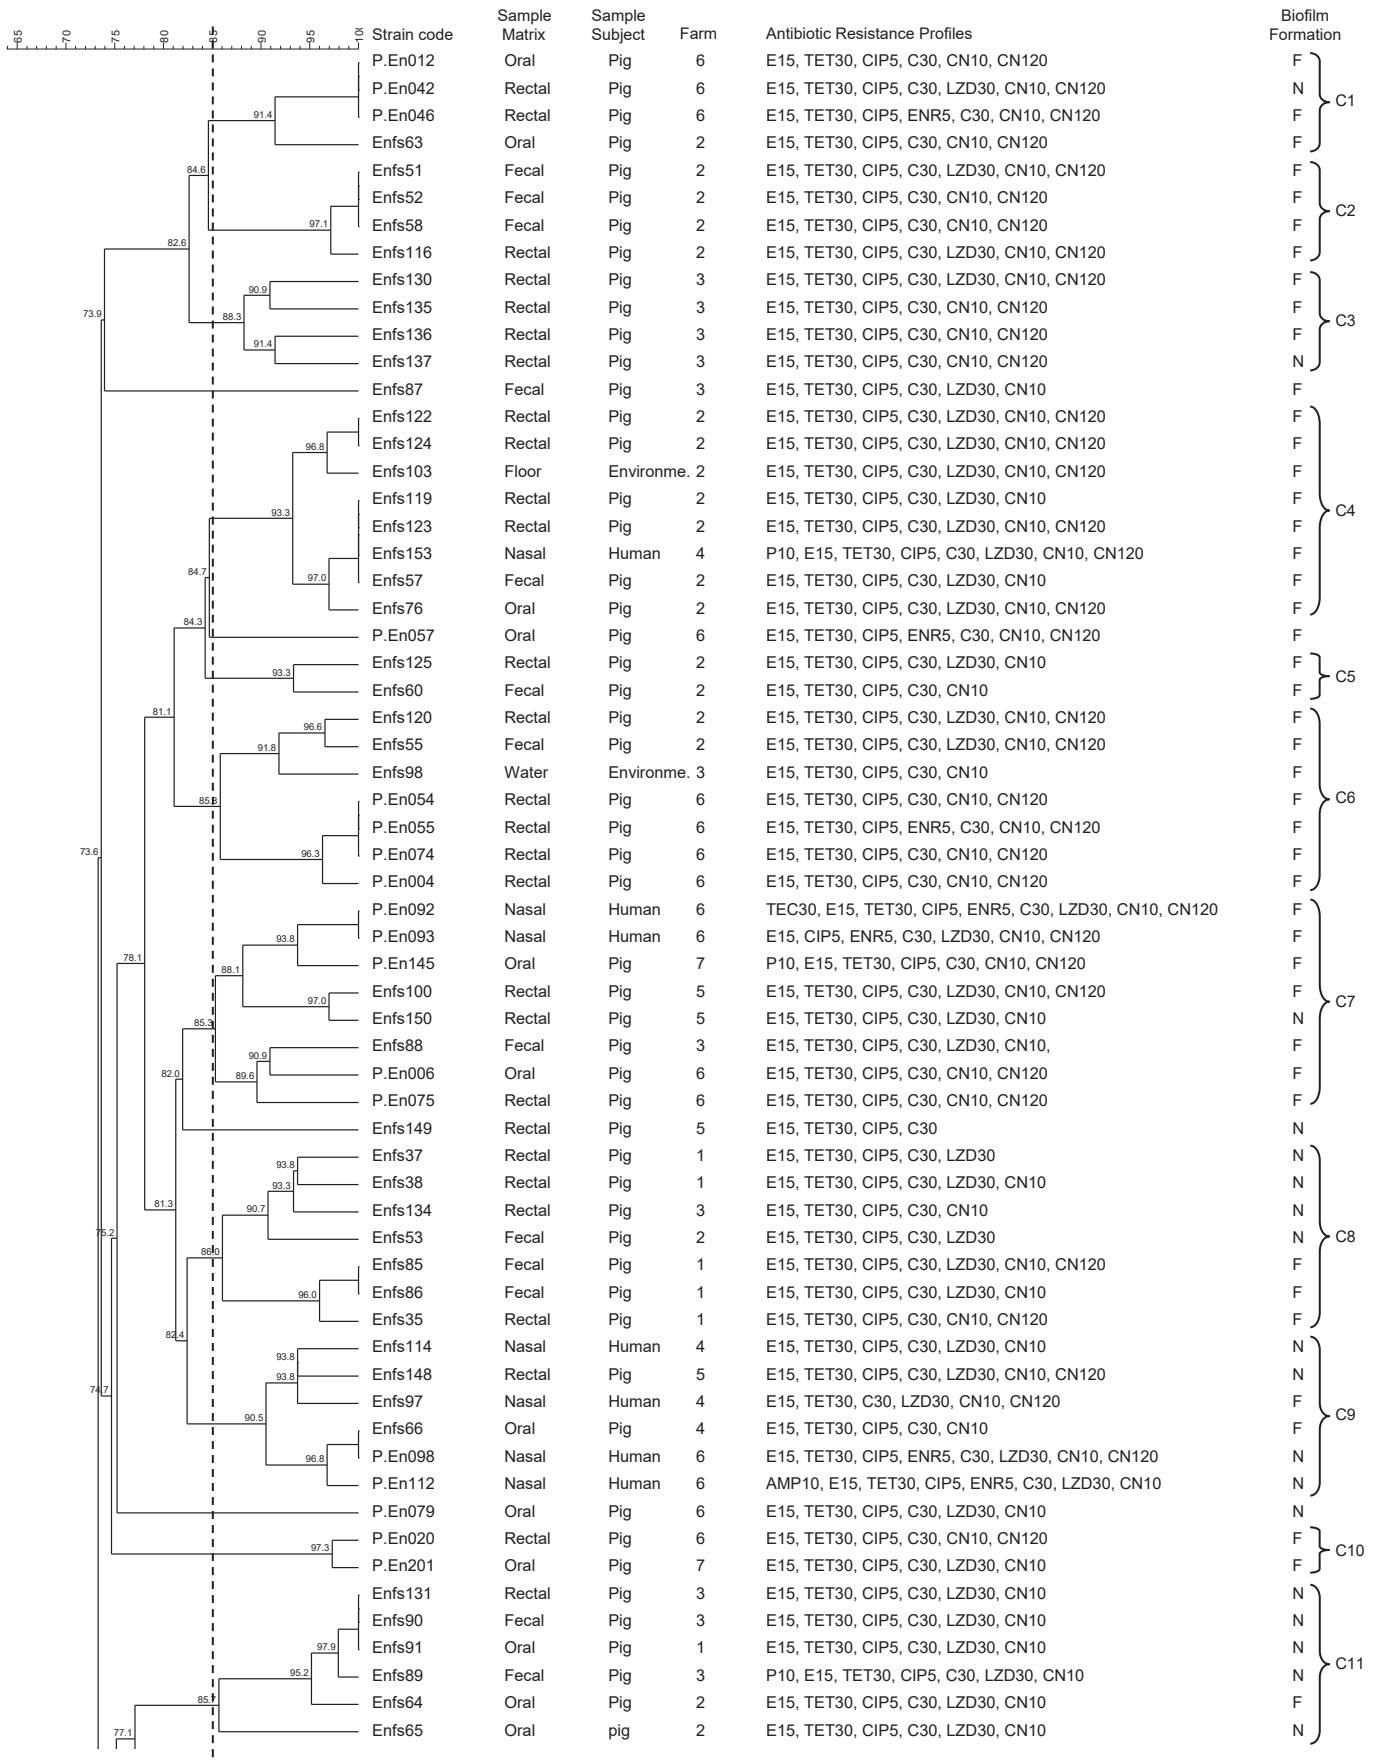 Sample Sample Biofilm
65 70 75 80 85 90 95 10 Strain code Matrix Subject Farm Antibiotic Resistance Profiles Formation
P.En012 Oral Pig 6 E15, TET30, CIP5, C30, CN10, CN120 F
P.En042 Rectal Pig 6 E15, TET30, CIP5, C30, LZD30, CN10, CN120 N
C1
91.4 P.En046 Rectal Pig 6 E15, TET30, CIP5, ENR5, C30, CN10, CN120 F
Enfs63 Oral Pig 2 E15, TET30, CIP5, C30, CN10, CN120 F
84.6 Enfs51 Fecal Pig 2 E15, TET30, CIP5, C30, LZD30, CN10, CN120 F
Enfs52 Fecal Pig 2 E15, TET30, CIP5, C30, CN10, CN120 F
C2
97.1 Enfs58 Fecal Pig 2 E15, TET30, CIP5, C30, CN10, CN120 F
82.6 Enfs116 Rectal Pig 2 E15, TET30, CIP5, C30, LZD30, CN10, CN120 F
Enfs130 Rectal Pig 3 E15, TET30, CIP5, C30, LZD30, CN10, CN120 F
90.9 Enfs135 Rectal Pig 3 E15, TET30, CIP5, C30, CN10, CN120 F
73.9 88.3 C3
Enfs136 Rectal Pig 3 E15, TET30, CIP5, C30, CN10, CN120 F
91.4 Enfs137 Rectal Pig 3 E15, TET30, CIP5, C30, CN10, CN120 N
Enfs87 Fecal Pig 3 E15, TET30, CIP5, C30, LZD30, CN10 F
Enfs122 Rectal Pig 2 E15, TET30, CIP5, C30, LZD30, CN10, CN120 F
96.8 Enfs124 Rectal Pig 2 E15, TET30, CIP5, C30, LZD30, CN10, CN120 F
Enfs103 Floor Environme. 2 E15, TET30, CIP5, C30, LZD30, CN10, CN120 F
Enfs119 Rectal Pig 2 E15, TET30, CIP5, C30, LZD30, CN10 F
93.3 C4
Enfs123 Rectal Pig 2 E15, TET30, CIP5, C30, LZD30, CN10, CN120 F
Enfs153 Nasal Human 4 P10, E15, TET30, CIP5, C30, LZD30, CN10, CN120 F
84.7 97.0 Enfs57 Fecal Pig 2 E15, TET30, CIP5, C30, LZD30, CN10 F
Enfs76 Oral Pig 2 E15, TET30, CIP5, C30, LZD30, CN10, CN120 F
84.3 P.En057 Oral Pig 6 E15, TET30, CIP5, ENR5, C30, CN10, CN120 F
Enfs125 Rectal Pig 2 E15, TET30, CIP5, C30, LZD30, CN10 F
93.3 C5
Enfs60 Fecal Pig 2 E15, TET30, CIP5, C30, CN10 F
81.1 Enfs120 Rectal Pig 2 E15, TET30, CIP5, C30, LZD30, CN10, CN120 F
96.6
91.8 Enfs55 Fecal Pig 2 E15, TET30, CIP5, C30, LZD30, CN10, CN120 F
Enfs98 Water Environme. 3 E15, TET30, CIP5, C30, CN10 F
85.8 P.En054 Rectal Pig 6 E15, TET30, CIP5, C30, CN10, CN120 F C6
P.En055 Rectal Pig 6 E15, TET30, CIP5, ENR5, C30, CN10, CN120 F
73.6 96.3 P.En074 Rectal Pig 6 E15, TET30, CIP5, C30, CN10, CN120 F
P.En004 Rectal Pig 6 E15, TET30, CIP5, C30, CN10, CN120 F
P.En092 Nasal Human 6 TEC30, E15, TET30, CIP5, ENR5, C30, LZD30, CN10, CN120 F
93.8 P.En093 Nasal Human 6 E15, CIP5, ENR5, C30, LZD30, CN10, CN120 F
78.1 P.En145 Oral Pig 7 P10, E15, TET30, CIP5, C30, CN10, CN120 F
88.1
97.0 Enfs100 Rectal Pig 5 E15, TET30, CIP5, C30, LZD30, CN10, CN120 F
C7
85.3 Enfs150 Rectal Pig 5 E15, TET30, CIP5, C30, LZD30, CN10 N
90.9 Enfs88 Fecal Pig 3 E15, TET30, CIP5, C30, LZD30, CN10, F
82.0 89.6 P.En006 Oral Pig 6 E15, TET30, CIP5, C30, CN10, CN120 F
P.En075 Rectal Pig 6 E15, TET30, CIP5, C30, CN10, CN120 F
Enfs149 Rectal Pig 5 E15, TET30, CIP5, C30 N
Enfs37 Rectal Pig 1 E15, TET30, CIP5, C30, LZD30 N
93.8
93.3 Enfs38 Rectal Pig 1 E15, TET30, CIP5, C30, LZD30, CN10 N
81.3 90.7 Enfs134 Rectal Pig 3 E15, TET30, CIP5, C30, CN10 N
75.2 Enfs53 Fecal Pig 2 E15, TET30, CIP5, C30, LZD30 N C8
86.0 Enfs85 Fecal Pig 1 E15, TET30, CIP5, C30, LZD30, CN10, CN120 F
96.0 Enfs86 Fecal Pig 1 E15, TET30, CIP5, C30, LZD30, CN10 F
Enfs35 Rectal Pig 1 E15, TET30, CIP5, C30, CN10, CN120 F
82.4 Enfs114 Nasal Human 4 E15, TET30, CIP5, C30, LZD30, CN10 N
93.8
93.8 Enfs148 Rectal Pig 5 E15, TET30, CIP5, C30, LZD30, CN10, CN120 N
74.7 Enfs97 Nasal Human 4 E15, TET30, C30, LZD30, CN10, CN120 F
C9
90.5 Enfs66 Oral Pig 4 E15, TET30, CIP5, C30, CN10 F
96.8 P.En098 Nasal Human 6 E15, TET30, CIP5, ENR5, C30, LZD30, CN10, CN120 N
P.En112 Nasal Human 6 AMP10, E15, TET30, CIP5, ENR5, C30, LZD30, CN10 N
P.En079 Oral Pig 6 E15, TET30, CIP5, C30, LZD30, CN10 N
P.En020 Rectal Pig 6 E15, TET30, CIP5, C30, CN10, CN120 F
97.3 C10
P.En201 Oral Pig 7 E15, TET30, CIP5, C30, LZD30, CN10 F
Enfs131 Rectal Pig 3 E15, TET30, CIP5, C30, LZD30, CN10 N
Enfs90 Fecal Pig 3 E15, TET30, CIP5, C30, LZD30, CN10 N
97.9 Enfs91 Oral Pig 1 E15, TET30, CIP5, C30, LZD30, CN10 N
C11
95.2 Enfs89 Fecal Pig 3 P10, E15, TET30, CIP5, C30, LZD30, CN10 N
85.7 Enfs64 Oral Pig 2 E15, TET30, CIP5, C30, LZD30, CN10 F
77.1 Enfs65 Oral pig 2 E15, TET30, CIP5, C30, LZD30, CN10 N